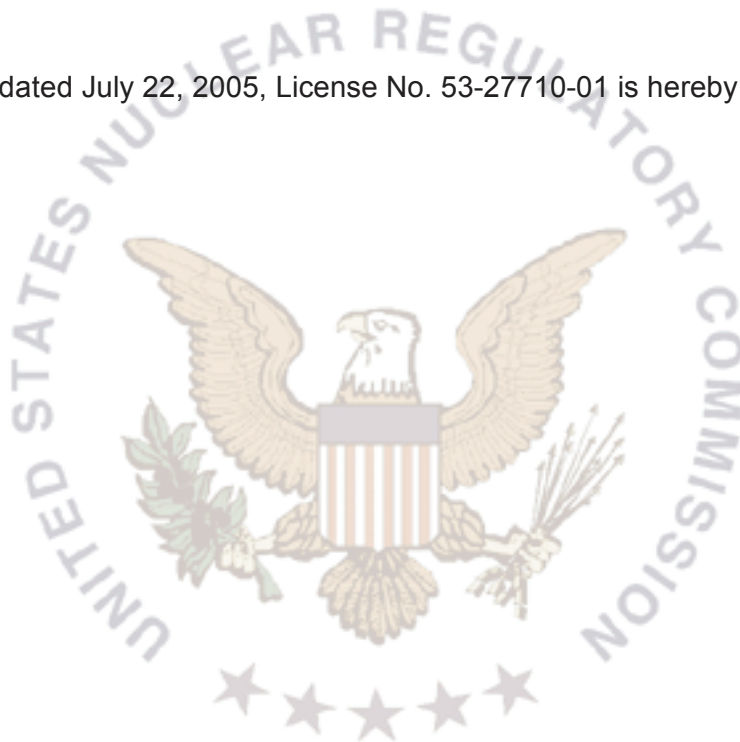 dated July 22, 2005, License No. 53-27710-01 is hereby
UNITED STATES NUCLEAR REGULATORY COMMISSION